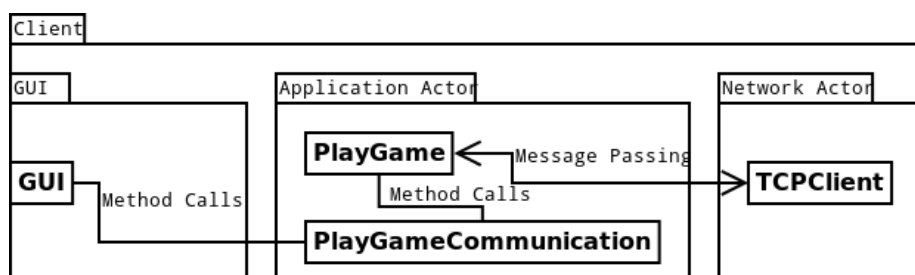 Client
GUI
Application Actor
Network Actor
PlayGame
Message Passing
GUI
TCPClient
Method Calls
Method Calls
PlayGameCommunication